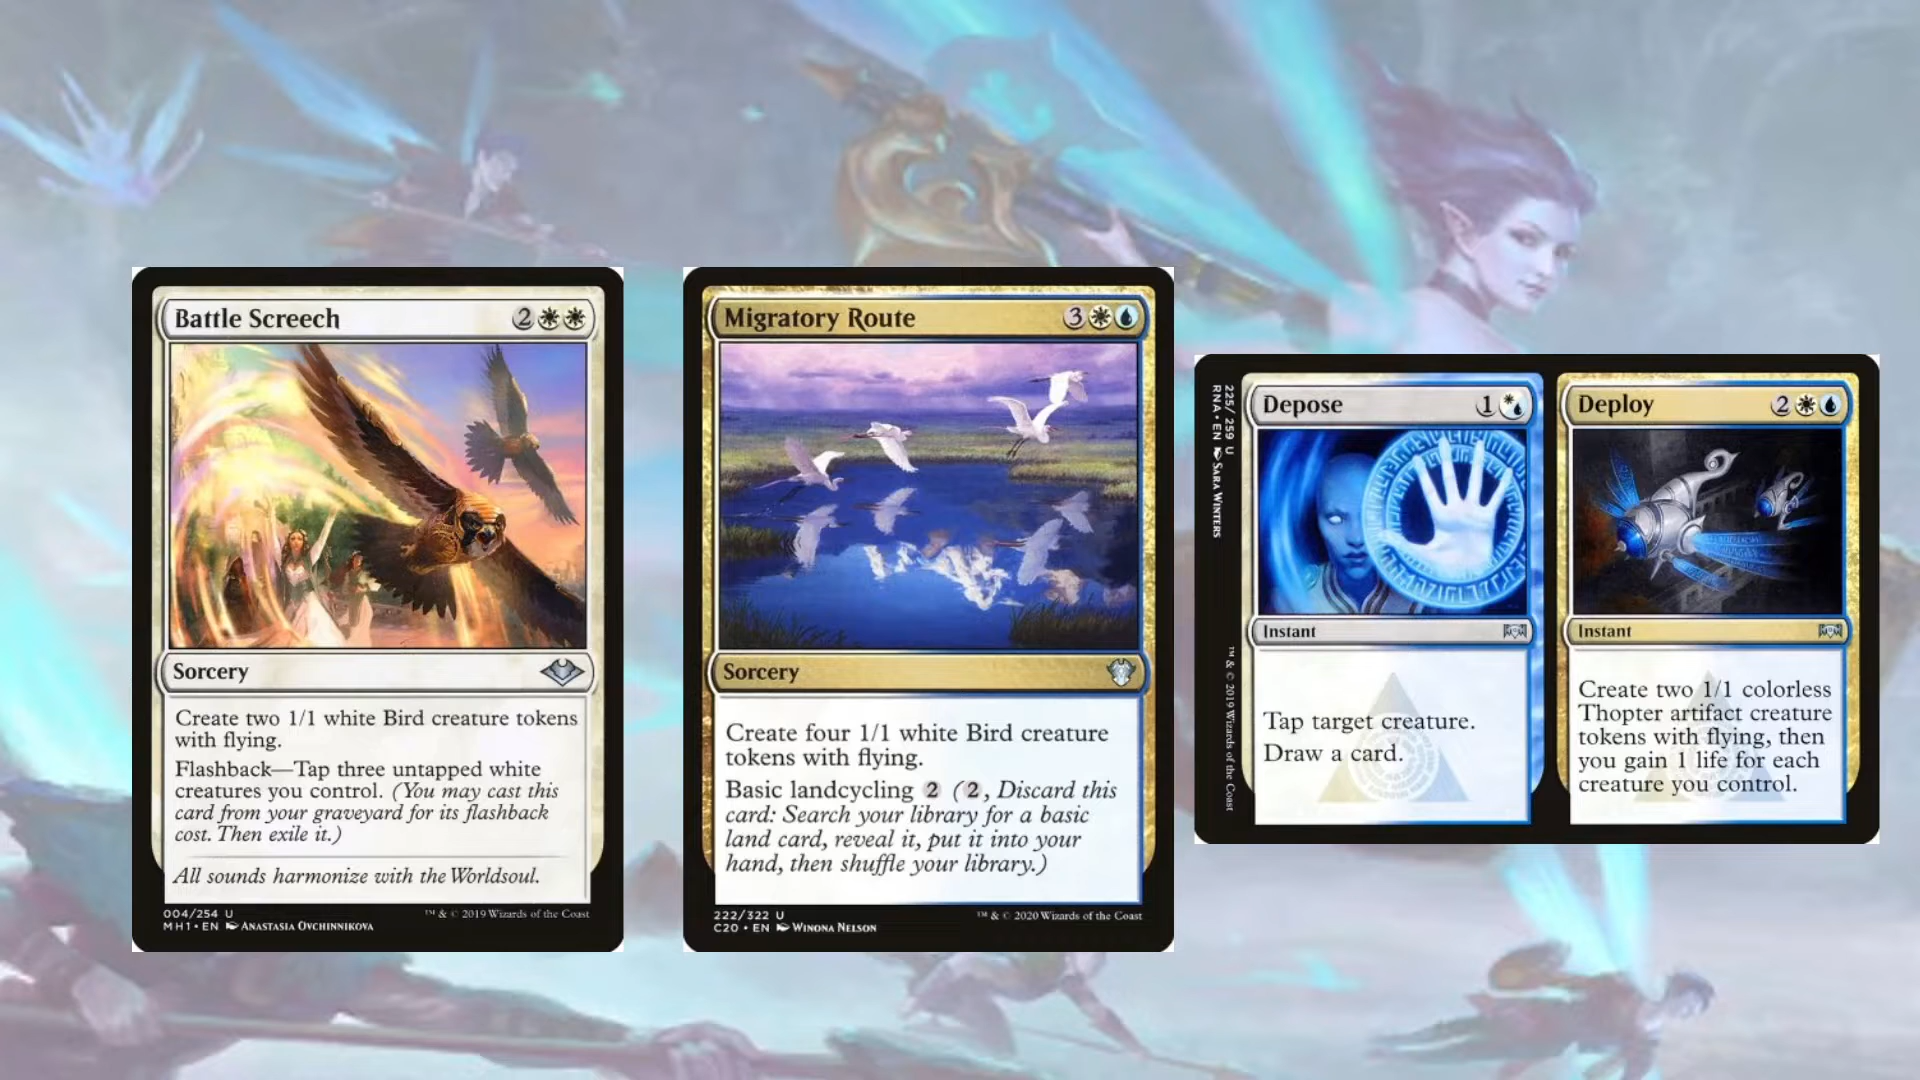 Battle Screech 2
Sorcery
Create two 1/1 white Bird creature tokens
with flying.
Flashback—Tap three untapped white
creatures you control. (You may cast this
card from your graveyard for its flashback
cost. Then exile it.)
All sounds harmonize with the Worldsoul.
004/254 U
MH1 • EN Anastasia Ovchinnikova
™ & © 2019 Wizards of the Coast
Migratory Route 3
Sorcery
Create four 1/1 white Bird creature
tokens with flying.
Basic landcycling 2 (2, Discard this
card: Search your library for a basic
land card, reveal it, put it into your
hand, then shuffle your library.)
222/322 U
C20 • EN Winona Nelson
™ & © 2020 Wizards of the Coast
225/259 U
RNA • EN Sara Winters
™ & © 2019 Wizards of the Coast
Depose 1
Instant
Tap target creature.
Draw a card.
Deploy 2
Instant
Create two 1/1 colorless
Thopter artifact creature
tokens with flying, then
you gain 1 life for each
creature you control.